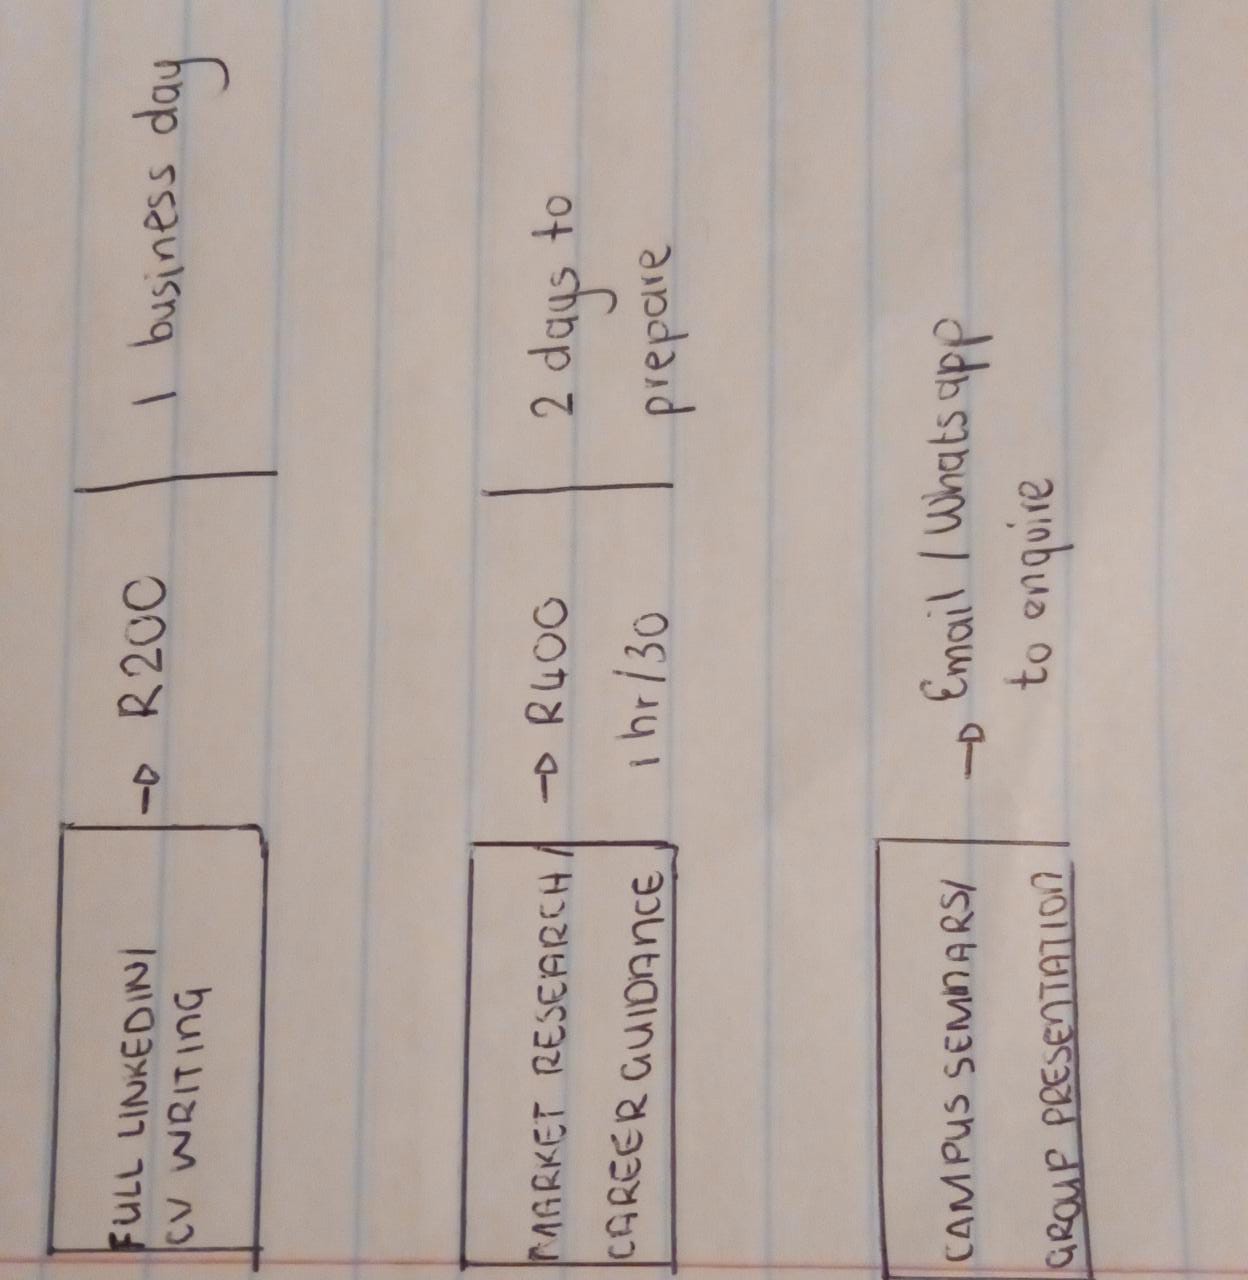 FULL LINKEDIN/
CV WRITING
→ R200
1 business day
MARKET RESEARCH/
CAREER GUIDANCE
→ R400
1 hr/30
2 days to
prepare
CAMPUS SEMINARS/
GROUP PRESENTATION
→ Email / Whatsapp
to enquire